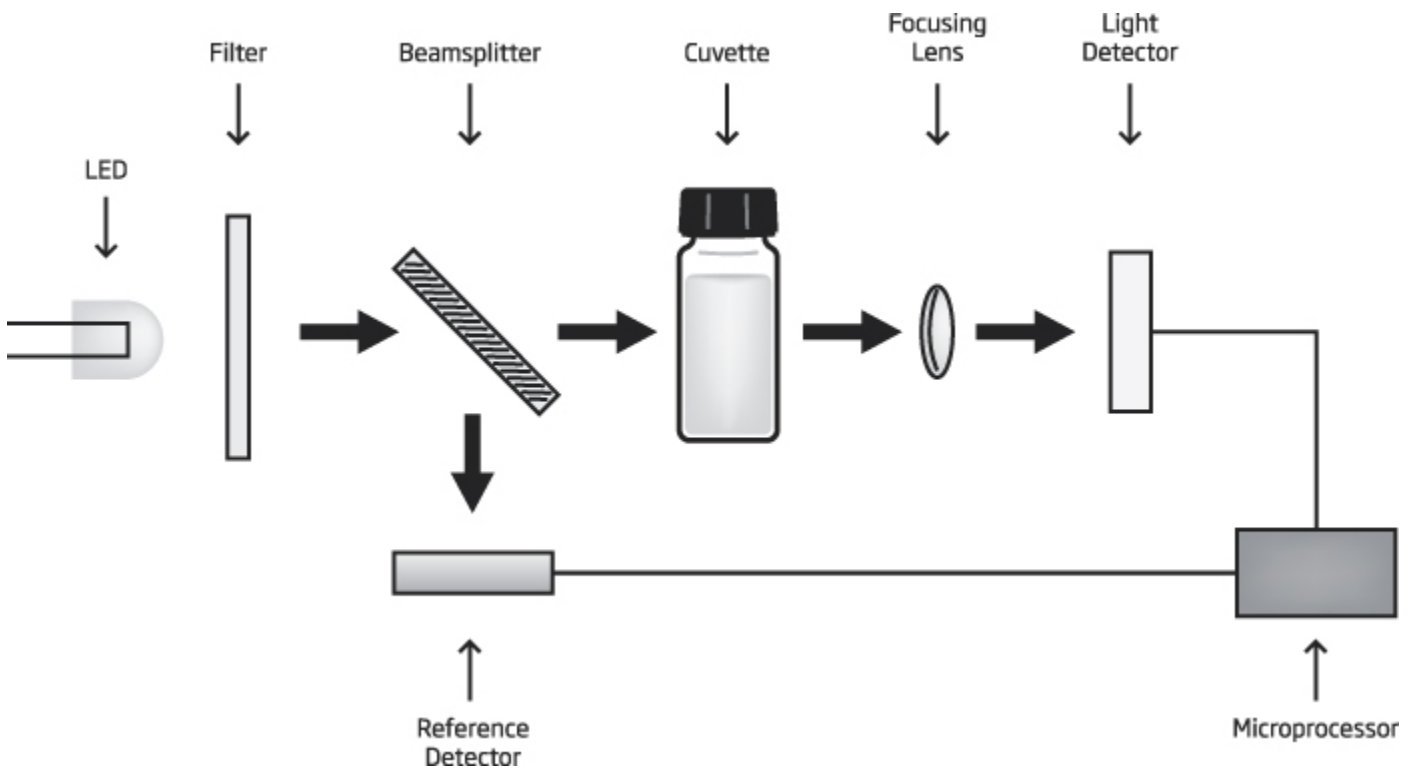 Filter
Beamsplitter
Cuvette
Focusing
Lens
Light
Detector
LED
Reference
Detector
Microprocessor